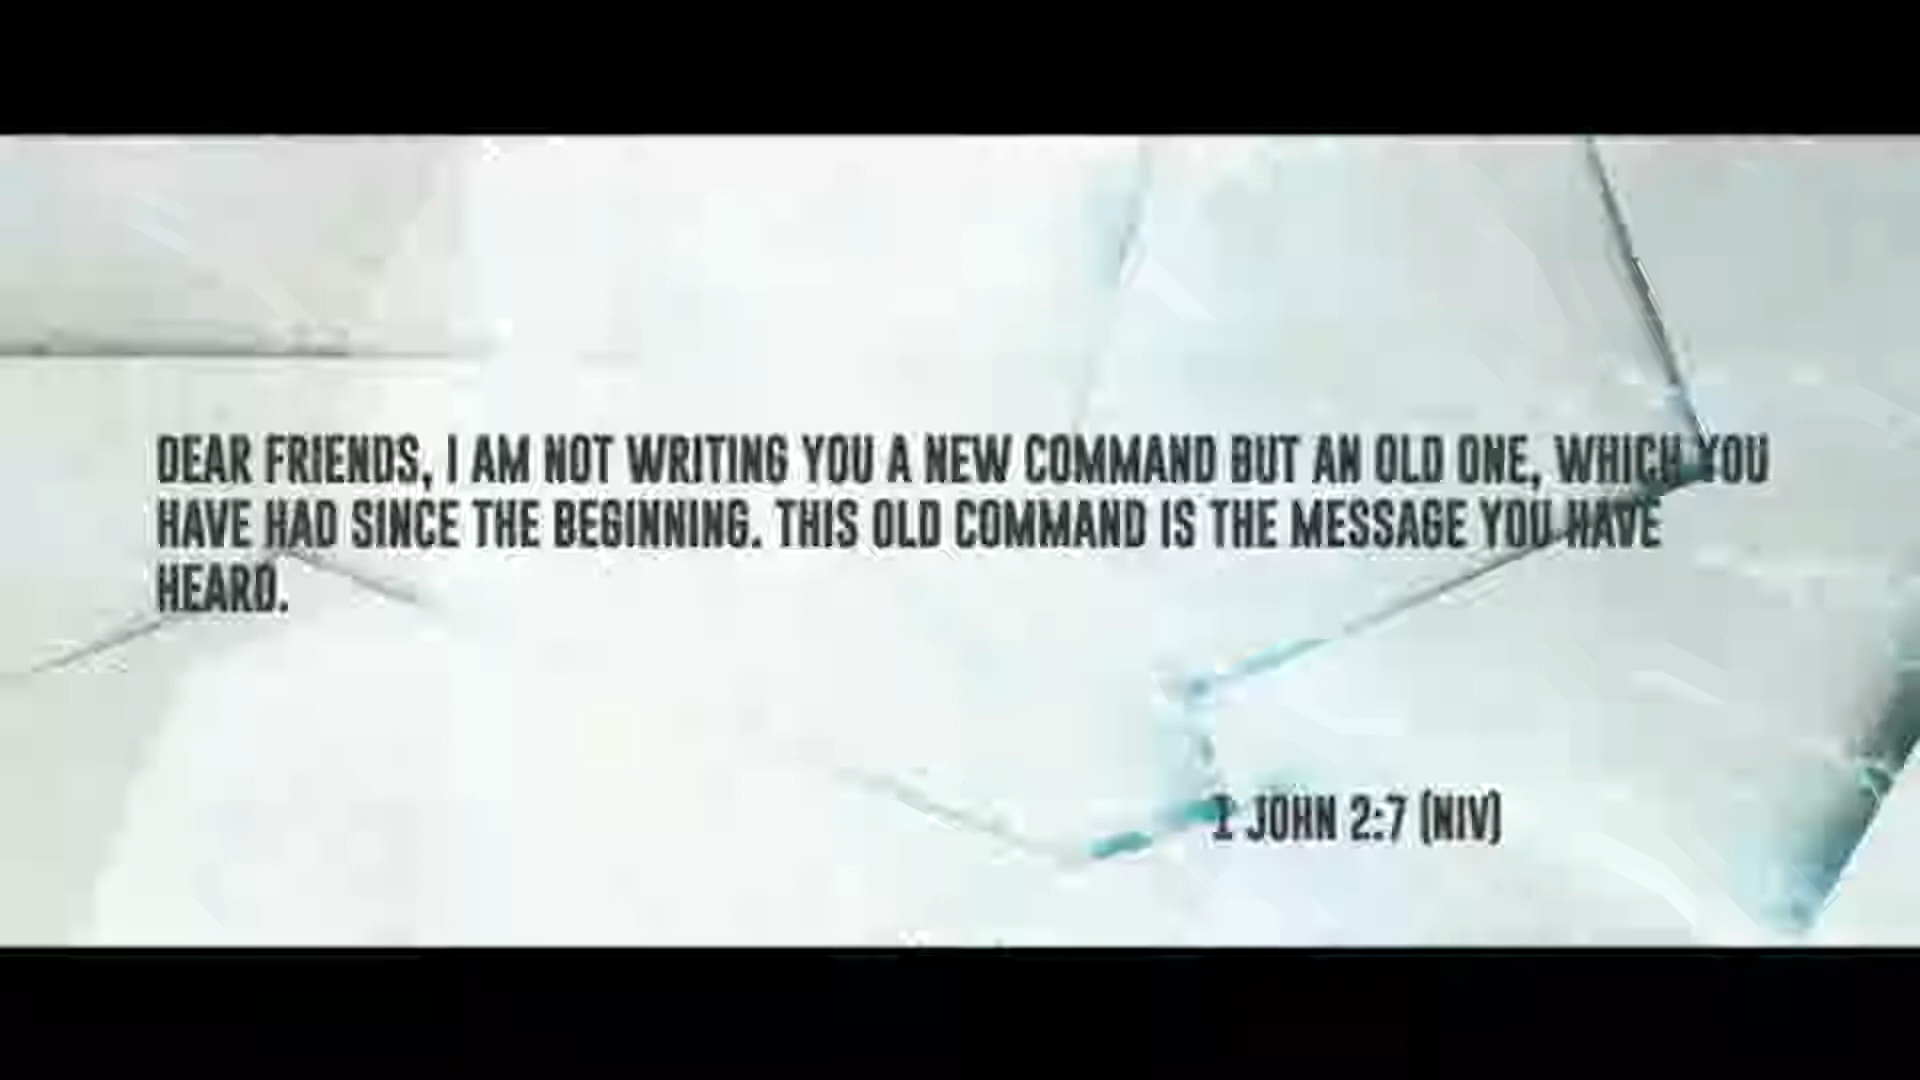 DEAR FRIENDS, I AM NOT WRITING YOU A NEW COMMAND BUT AN OLD ONE, WHICH YOU
HAVE HAD SINCE THE BEGINNING. THIS OLD COMMAND IS THE MESSAGE YOU HAVE
HEARD.
1 JOHN 2:7 (NIV)